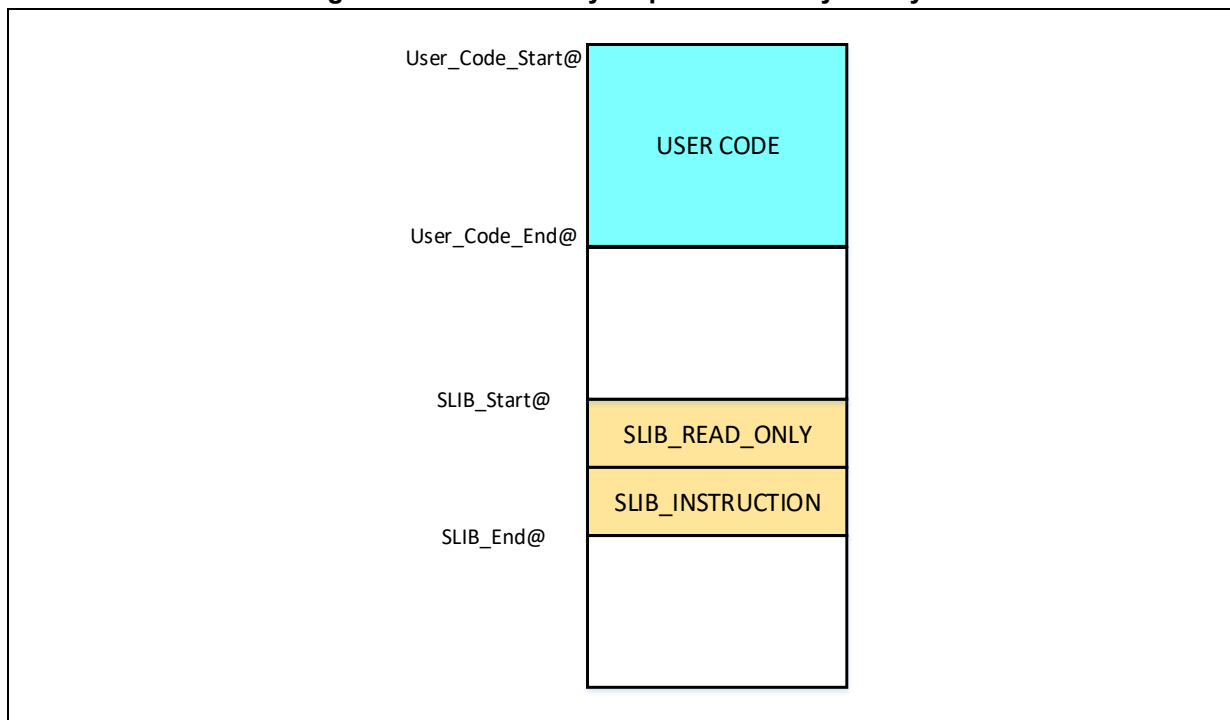 User_Code_Start@
USER CODE
User_Code_End@
SLIB_Start@
SLIB_READ_ONLY
SLIB_INSTRUCTION
SLIB_End@